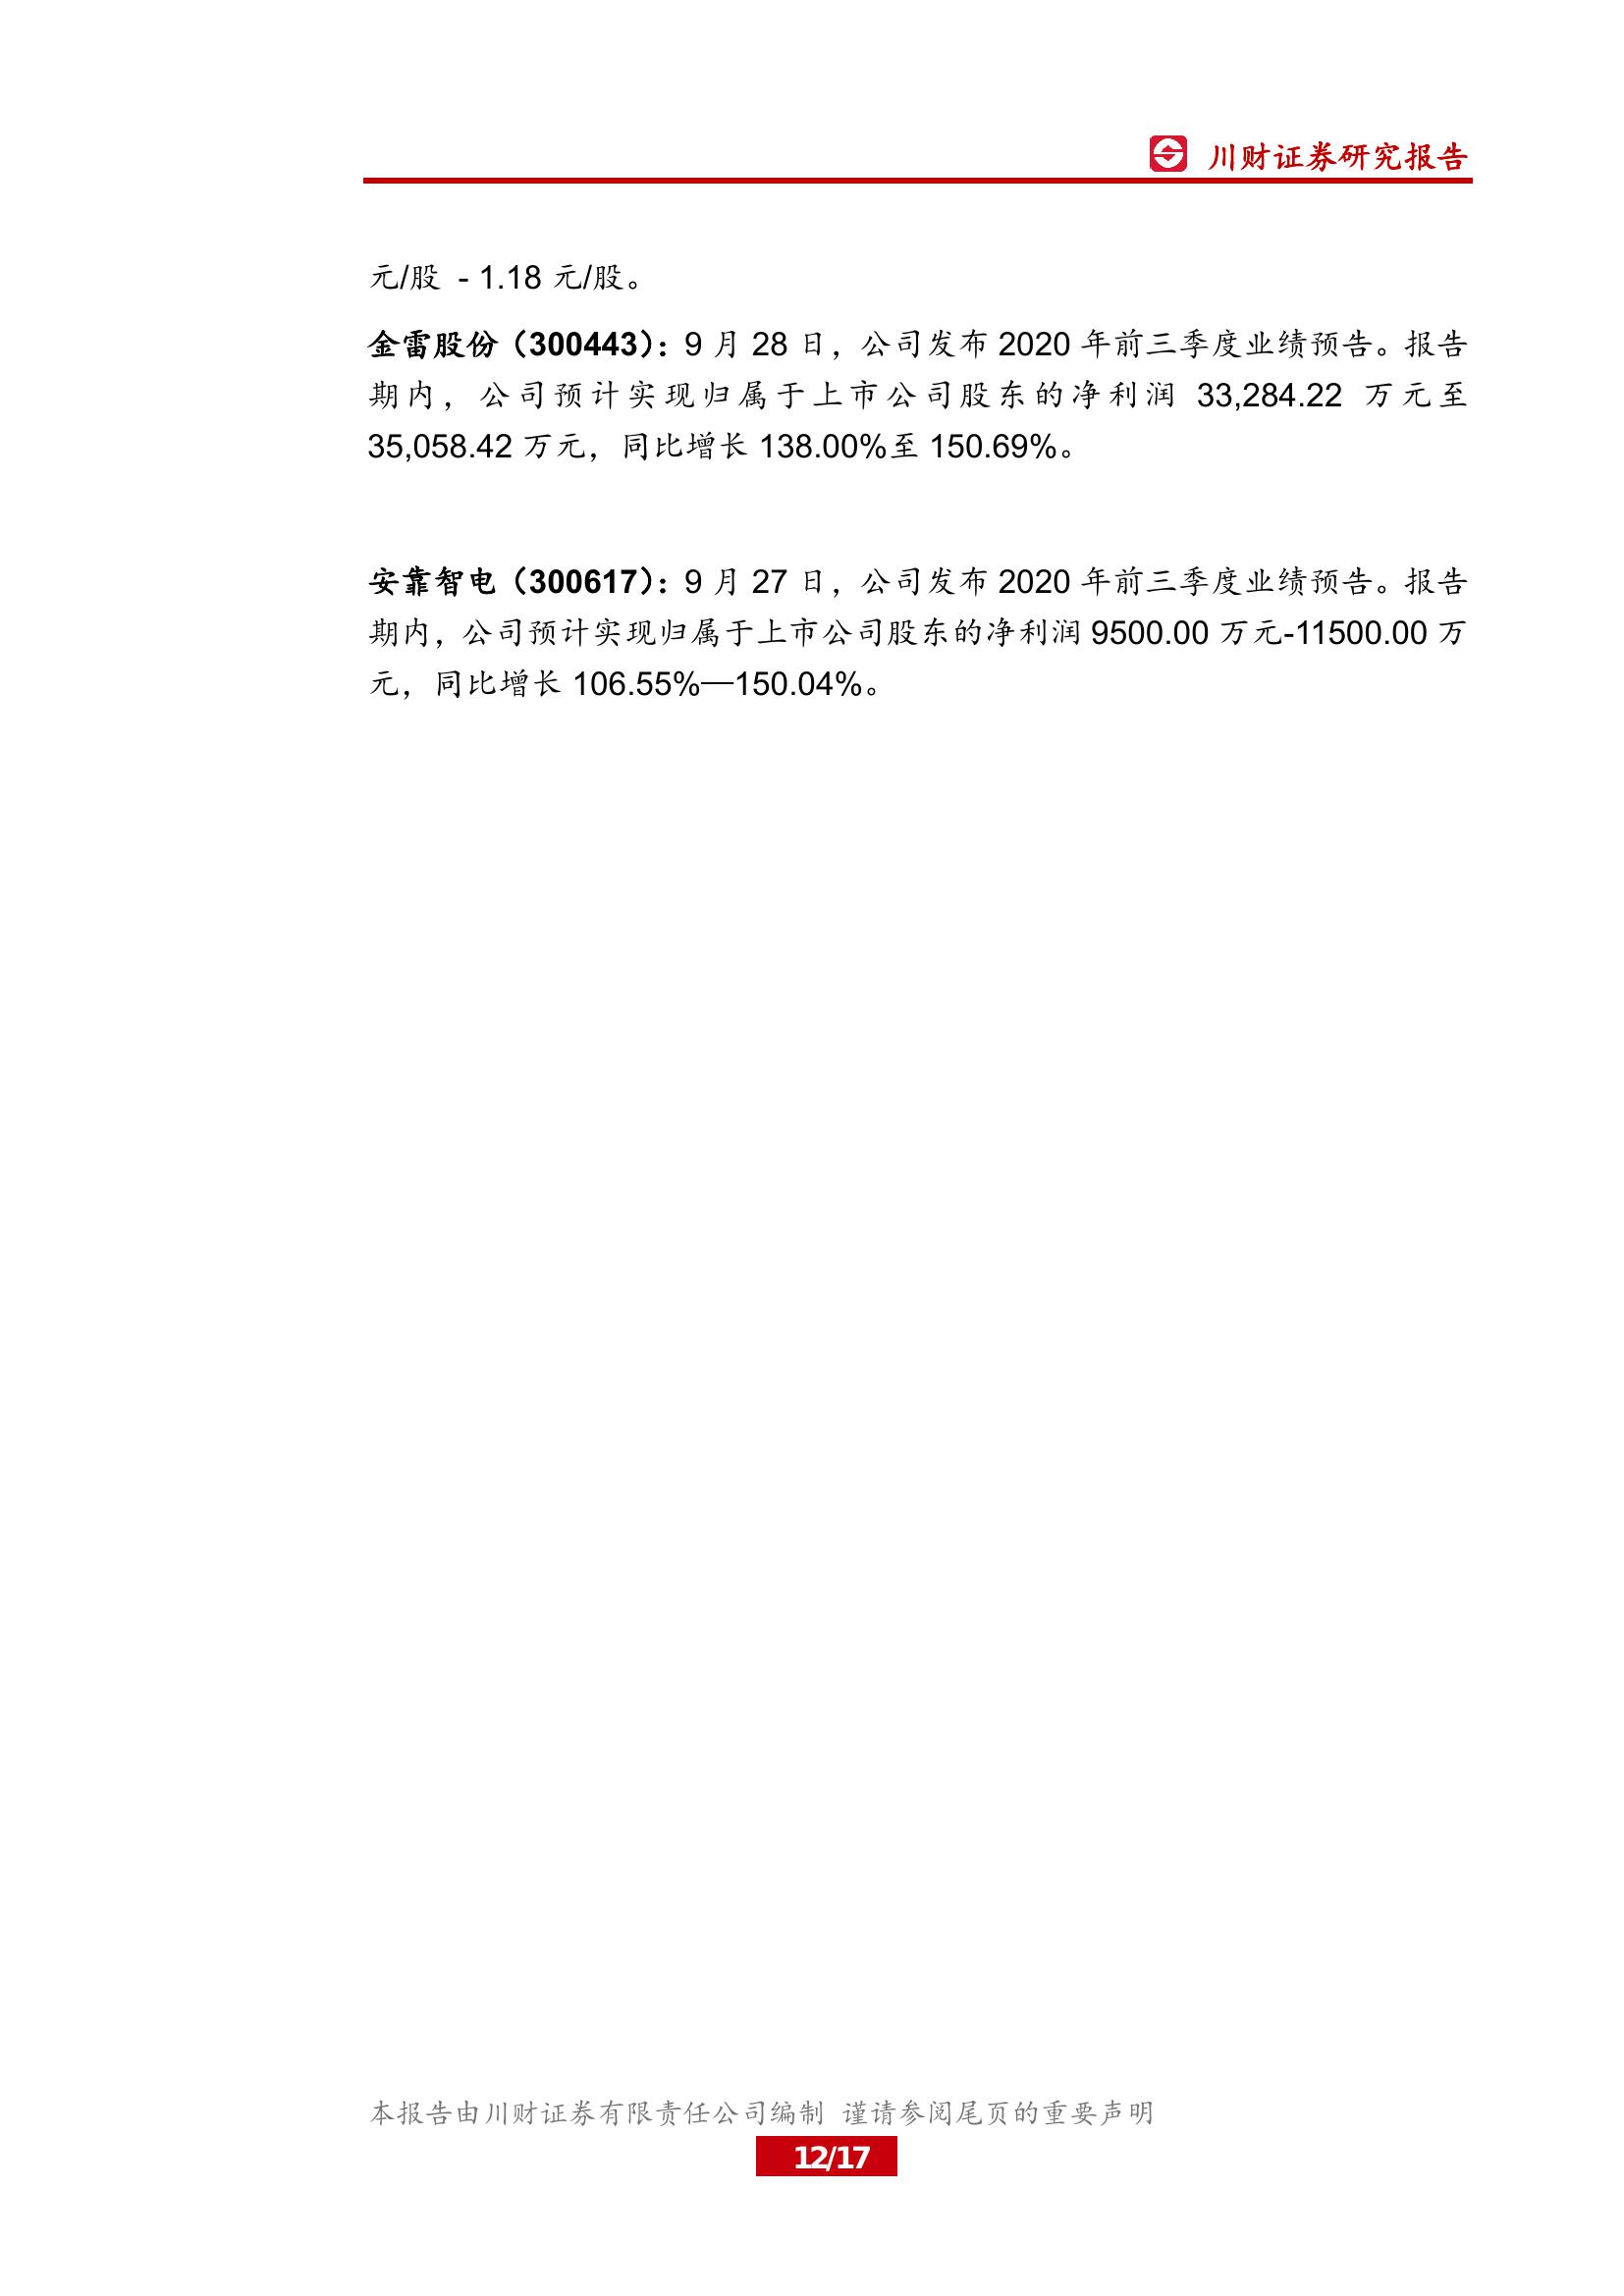 川财证券研究报告
元/股 - 1.18 元/股。
金雷股份（300443）：9 月 28 日，公司发布 2020 年前三季度业绩预告。报告
期内，公司预计实现归属于上市公司股东的净利润 33,284.22 万元至
35,058.42 万元，同比增长 138.00%至 150.69%。
安靠智电（300617）：9 月 27 日，公司发布 2020 年前三季度业绩预告。报告
期内，公司预计实现归属于上市公司股东的净利润 9500.00 万元-11500.00 万
元，同比增长 106.55%—150.04%。
本报告由川财证券有限责任公司编制 谨请参阅尾页的重要声明
12/17